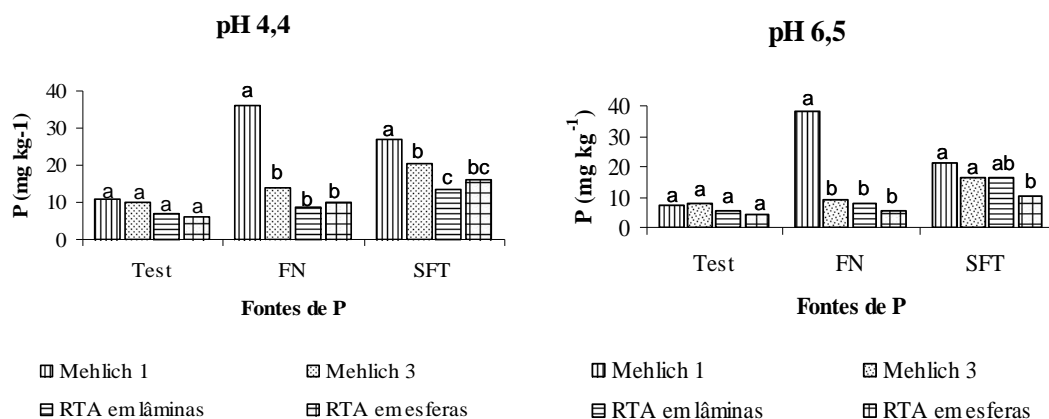 pH 4,4
P (mg kg-1)
40
30
20
10
0
a a a a
a b b b
a b c bc
Test FN SFT
Fontes de P
Mehlich 1 Mehlich 3
RTA em lâminas RTA em esferas
pH 6,5
P (mg kg⁻¹)
40
30
20
10
0
a a a a
a b b b
a a ab b
Test FN SFT
Fontes de P
Mehlich 1 Mehlich 3
RTA em lâminas RTA em esferas